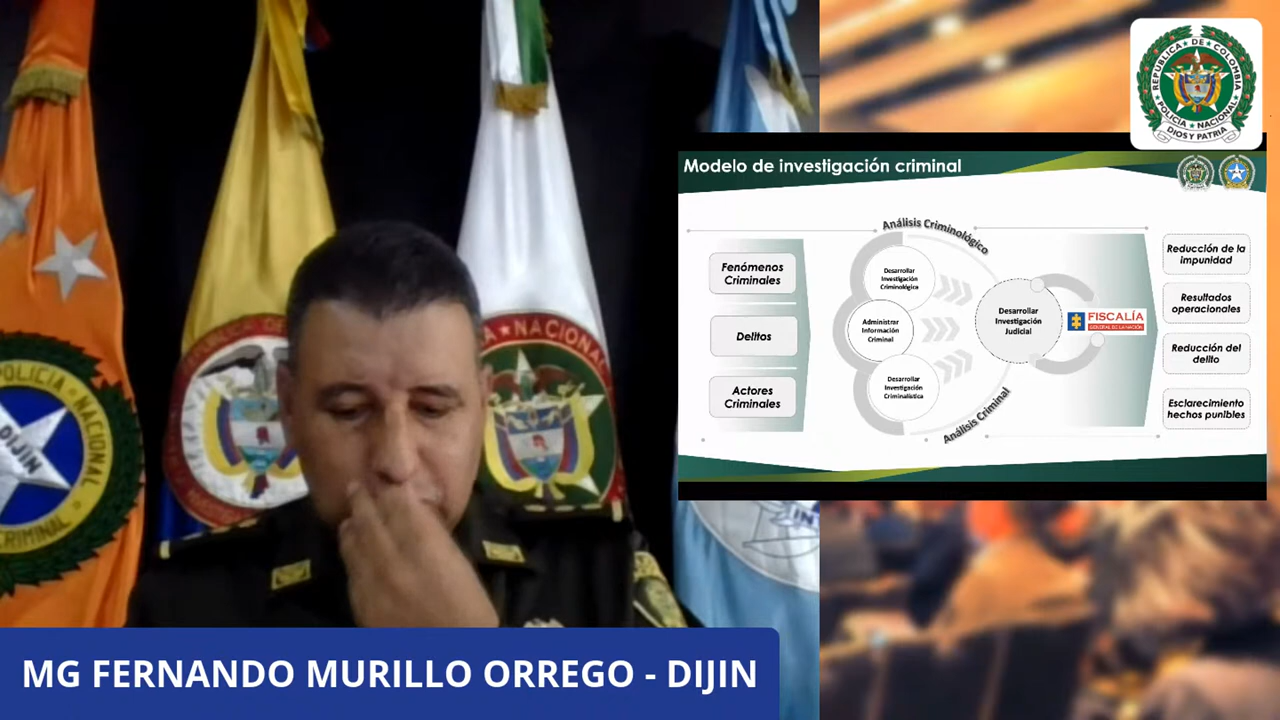 REPÚBLICA DE COLOMBIA
POLICÍA NACIONAL
DIOS Y PATRIA
Modelo de investigación criminal
Análisis Criminológico
Fenómenos
Criminales
Delitos
Actores
Criminales
Desarrollar
Investigación
Criminológica
Administrar
Información
Criminal
Desarrollar
Investigación
Criminalística
Desarrollar
Investigación
Judicial
FISCALÍA
GENERAL DE LA NACIÓN
Análisis Criminal
Reducción de la
impunidad
Resultados
operacionales
Reducción del
delito
Esclarecimiento
hechos punibles
POLICIA NACIONAL
DIJIN
CRIMINAL
NACIONAL
MG FERNANDO MURILLO ORREGO - DIJIN